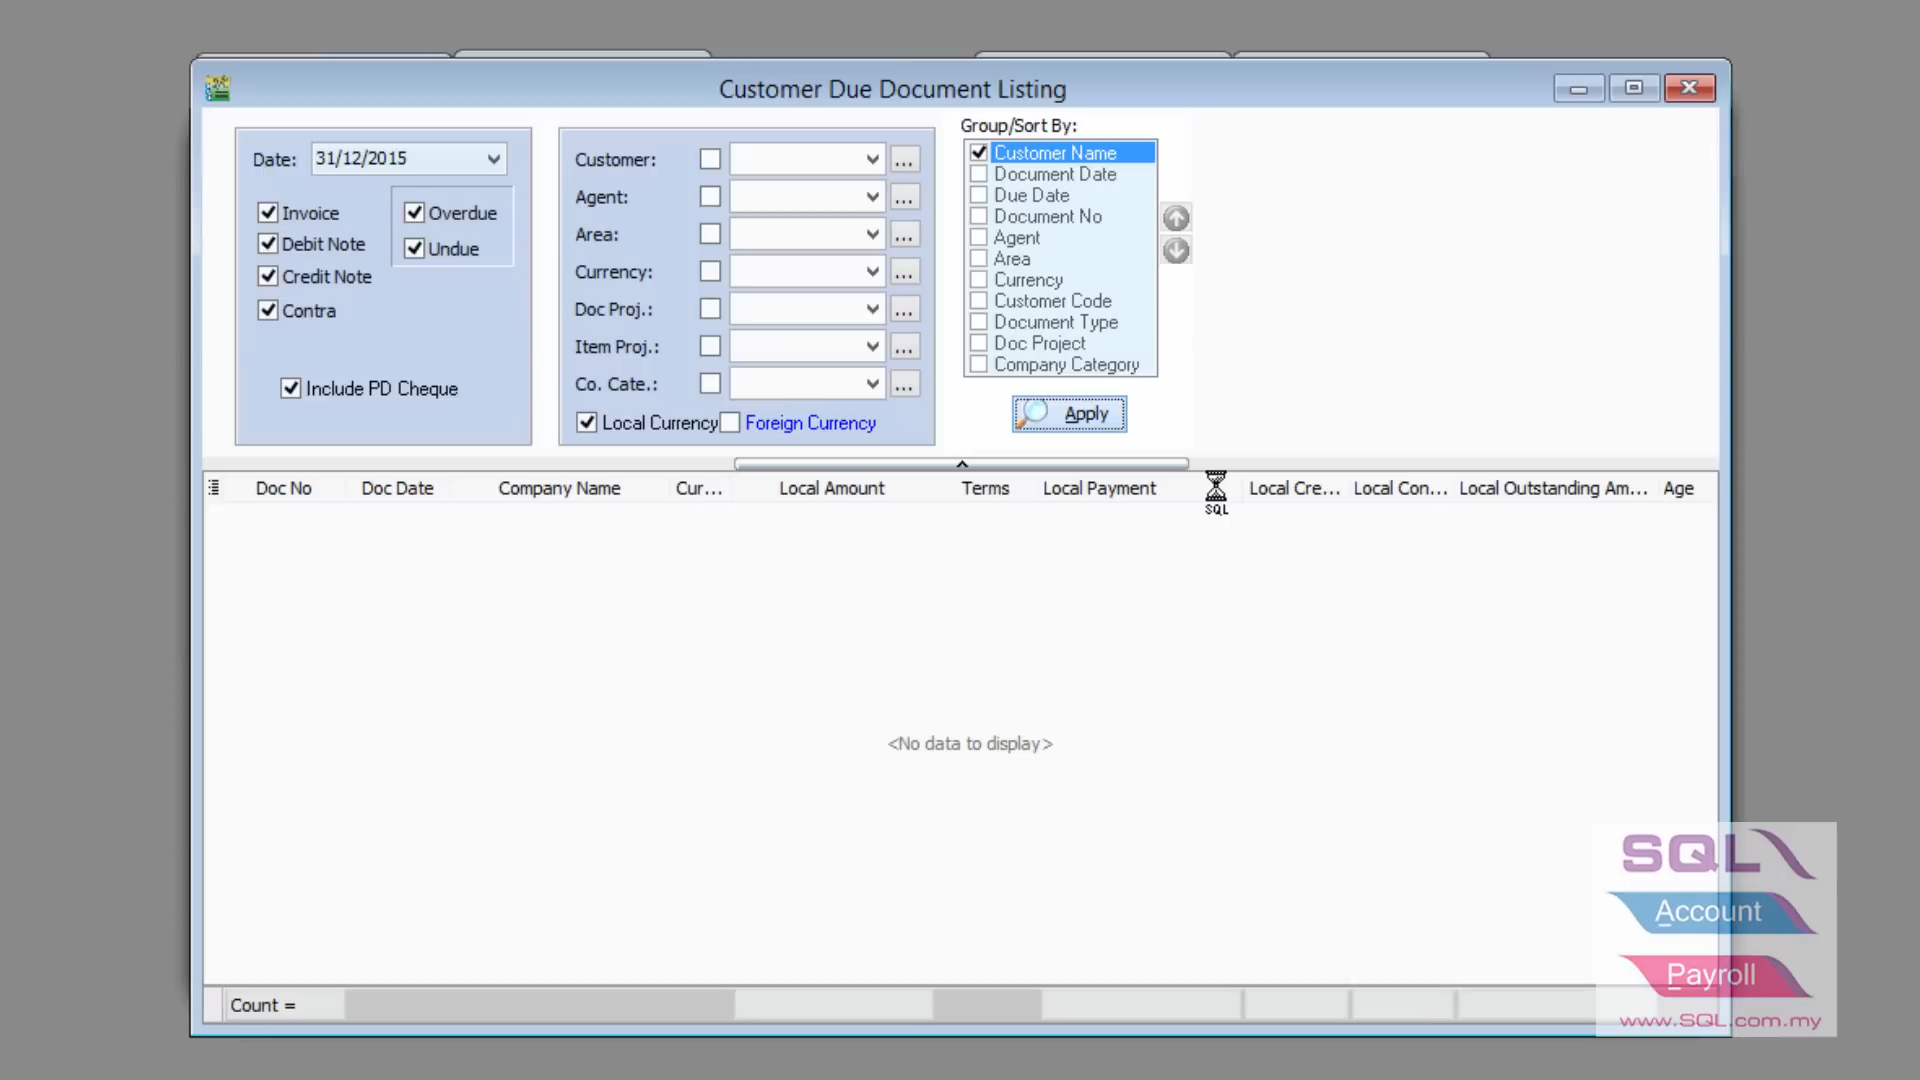 Customer Due Document Listing
Date: 31/12/2015
Invoice
Debit Note
Credit Note
Contra
Overdue
Undue
Include PD Cheque
Customer: ...
Agent: ...
Area: ...
Currency: ...
Doc Proj.: ...
Item Proj.: ...
Co. Cate.: ...
Local Currency Foreign Currency
Group/Sort By:
Customer Name
Document Date
Due Date
Document No
Agent
Area
Currency
Customer Code
Document Type
Doc Project
Company Category
Apply
Doc No Doc Date Company Name Cur... Local Amount Terms Local Payment Local Cre... Local Con... Local Outstanding Am... Age
SQL
<No data to display>
Count =
SQL
Account
Payroll
www.SQL.com.my